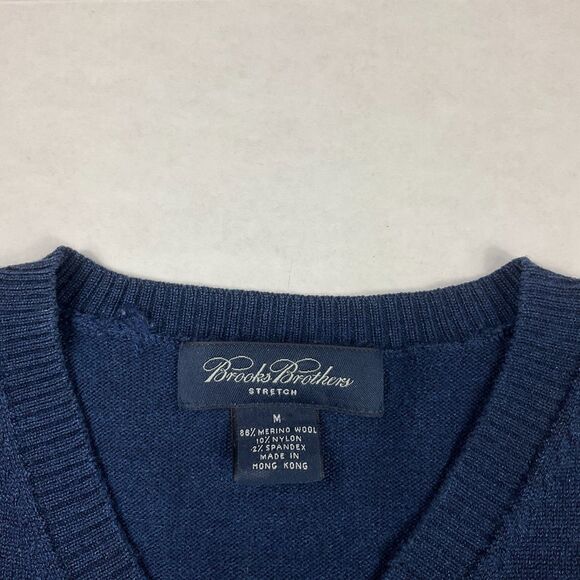 Brooks Brothers
STRETCH
M
88% MERINO WOOL
10% NYLON
2% SPANDEX
MADE IN
HONG KONG